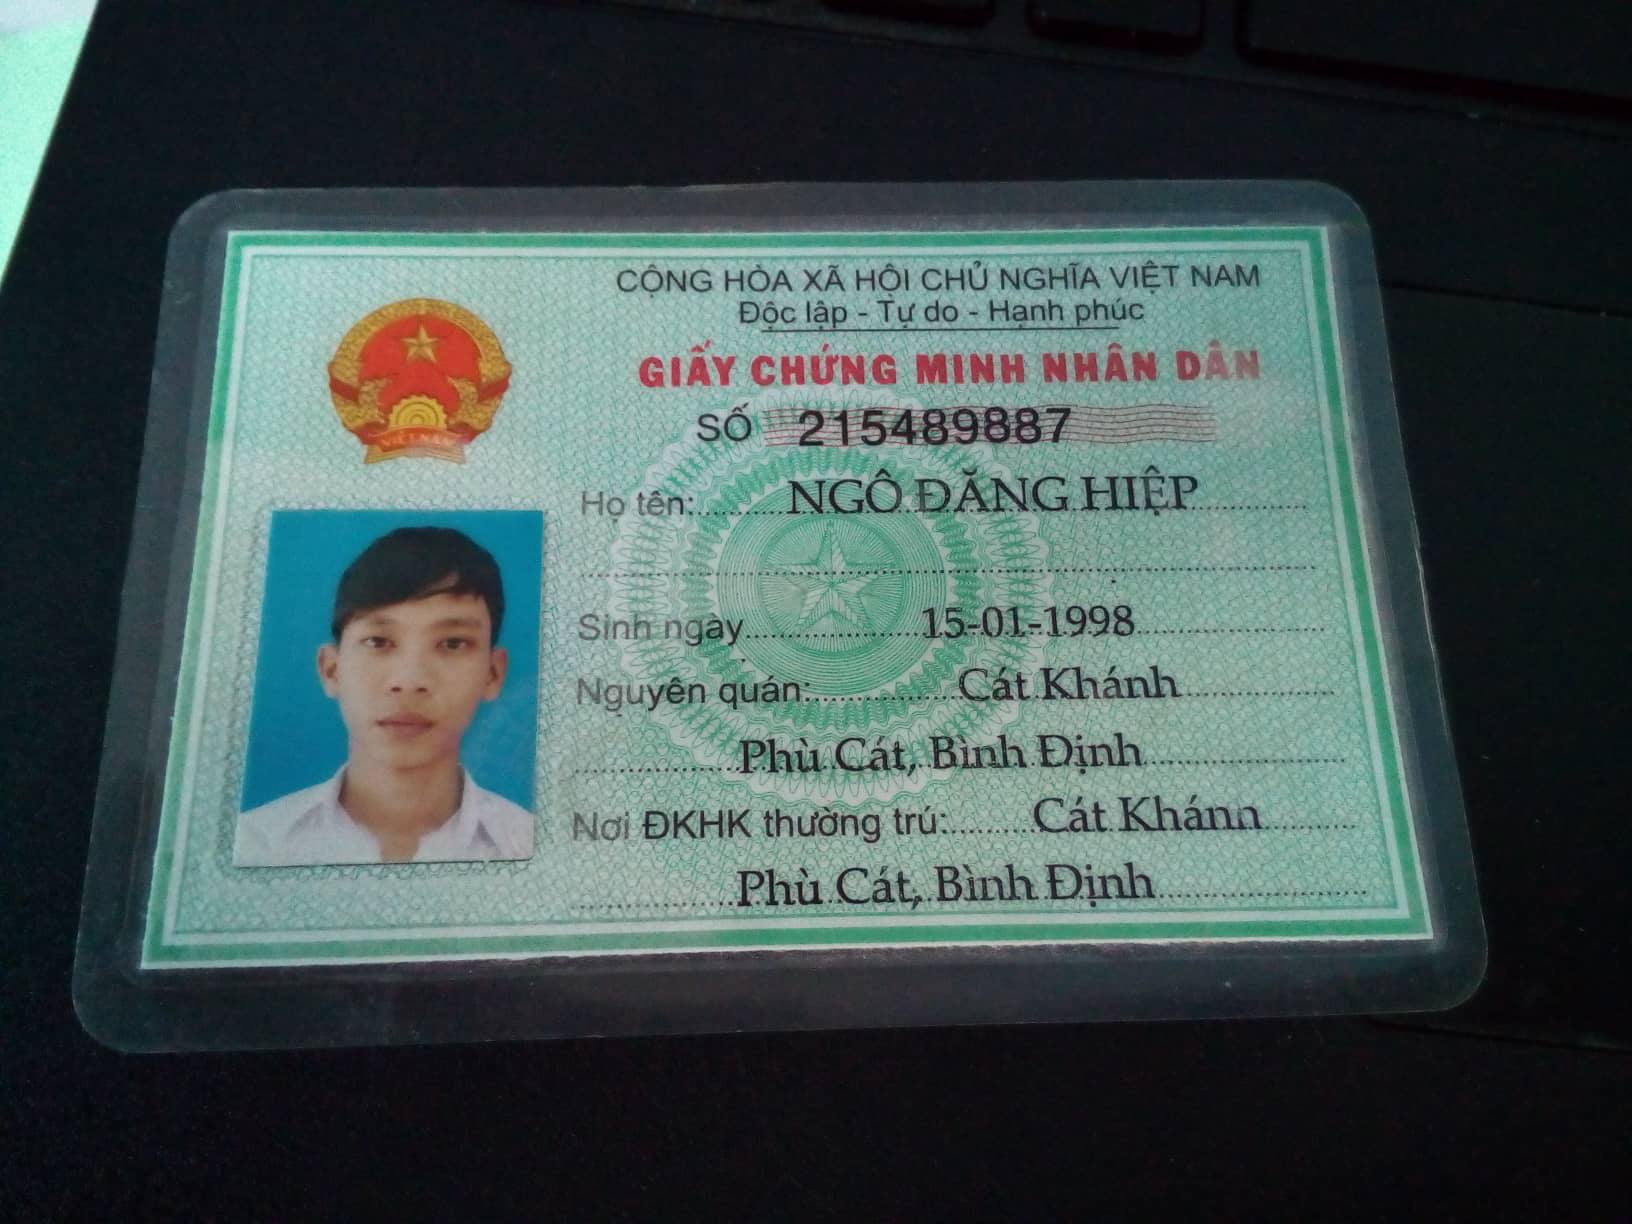 CỘNG HÒA XÃ HỘI CHỦ NGHĨA VIỆT NAM
Độc lập - Tự do - Hạnh phúc
GIẤY CHỨNG MINH NHÂN DÂN
SỐ 215489887
VIỆT NAM
Họ tên: NGÔ ĐĂNG HIỆP
Sinh ngày 15-01-1998
Nguyên quán: Cát Khánh
Phù Cát, Bình Định
Nơi ĐKHK thường trú: Cát Khánh
Phù Cát, Bình Định